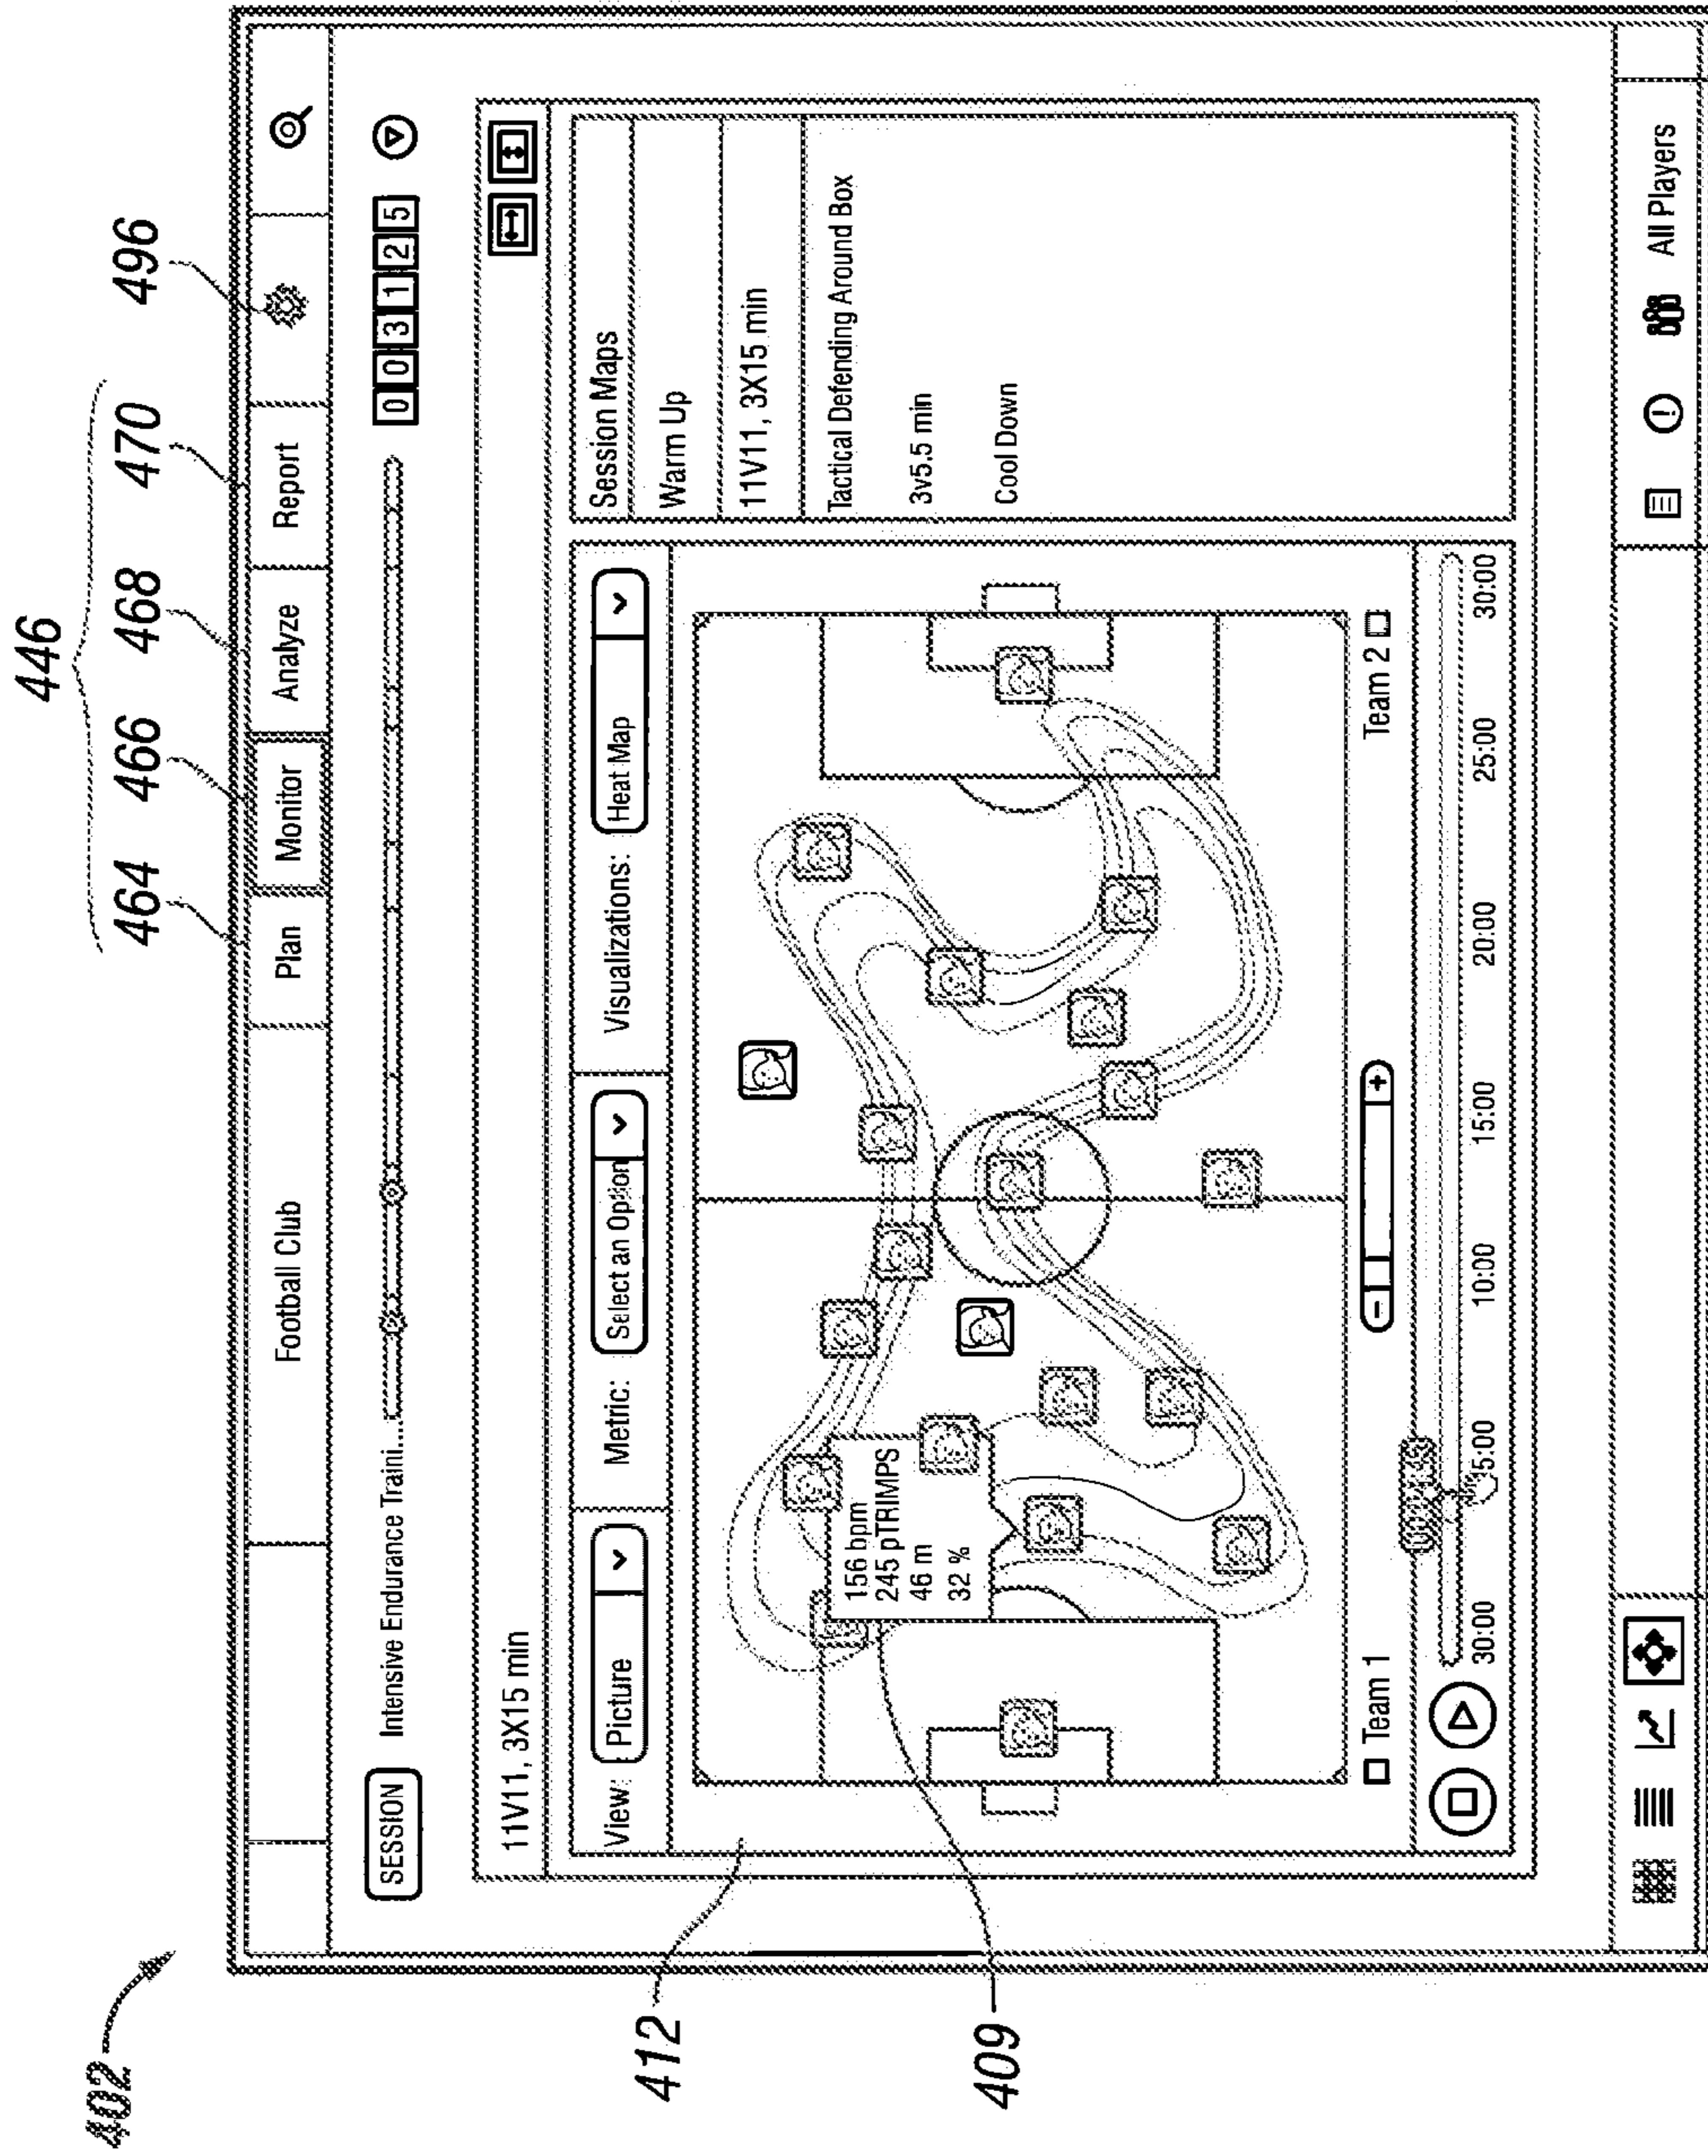 402
446
464 466 468 470 496
Football Club Plan Monitor Analyze Report
SESSION Intensive Endurance Traini... 0 0 3 1 2 5
11V11, 3X15 min
View: Picture Metric: Select an Option Visualizations: Heat Map
Session Maps
Warm Up
11V11, 3X15 min
Tactical Defending Around Box
3v5.5 min
Cool Down
412
156 bpm
245 pTRIMPS
46 m
32 %
409
Team 1 - + Team 2
30:00 5:00 10:00 15:00 20:00 25:00 30:00
All Players